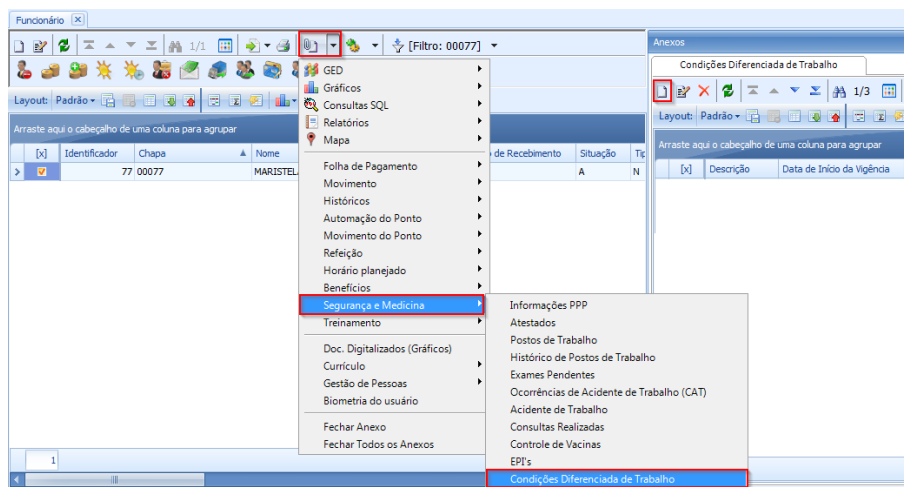 Funcionário
1/1
[Filtro: 00077]
Layout: Padrão
Arraste aqui o cabeçalho de uma coluna para agrupar
[x] Identificador Chapa Nome de Recebimento Situação
77 00077 MARISTEL A N
1
GED
Gráficos
Consultas SQL
Relatórios
Mapa
Folha de Pagamento
Movimento
Históricos
Automação do Ponto
Movimento do Ponto
Refeição
Horário planejado
Benefícios
Segurança e Medicina
Treinamento
Doc. Digitalizados (Gráficos)
Currículo
Gestão de Pessoas
Biometria do usuário
Fechar Anexo
Fechar Todos os Anexos
Informações PPP
Atestados
Postos de Trabalho
Histórico de Postos de Trabalho
Exames Pendentes
Ocorrências de Acidente de Trabalho (CAT)
Acidente de Trabalho
Consultas Realizadas
Controle de Vacinas
EPI's
Condições Diferenciada de Trabalho
Anexos
Condições Diferenciada de Trabalho
1/3
Layout: Padrão
Arraste aqui o cabeçalho de uma coluna para agrupar
[x] Descrição Data de Início da Vigência